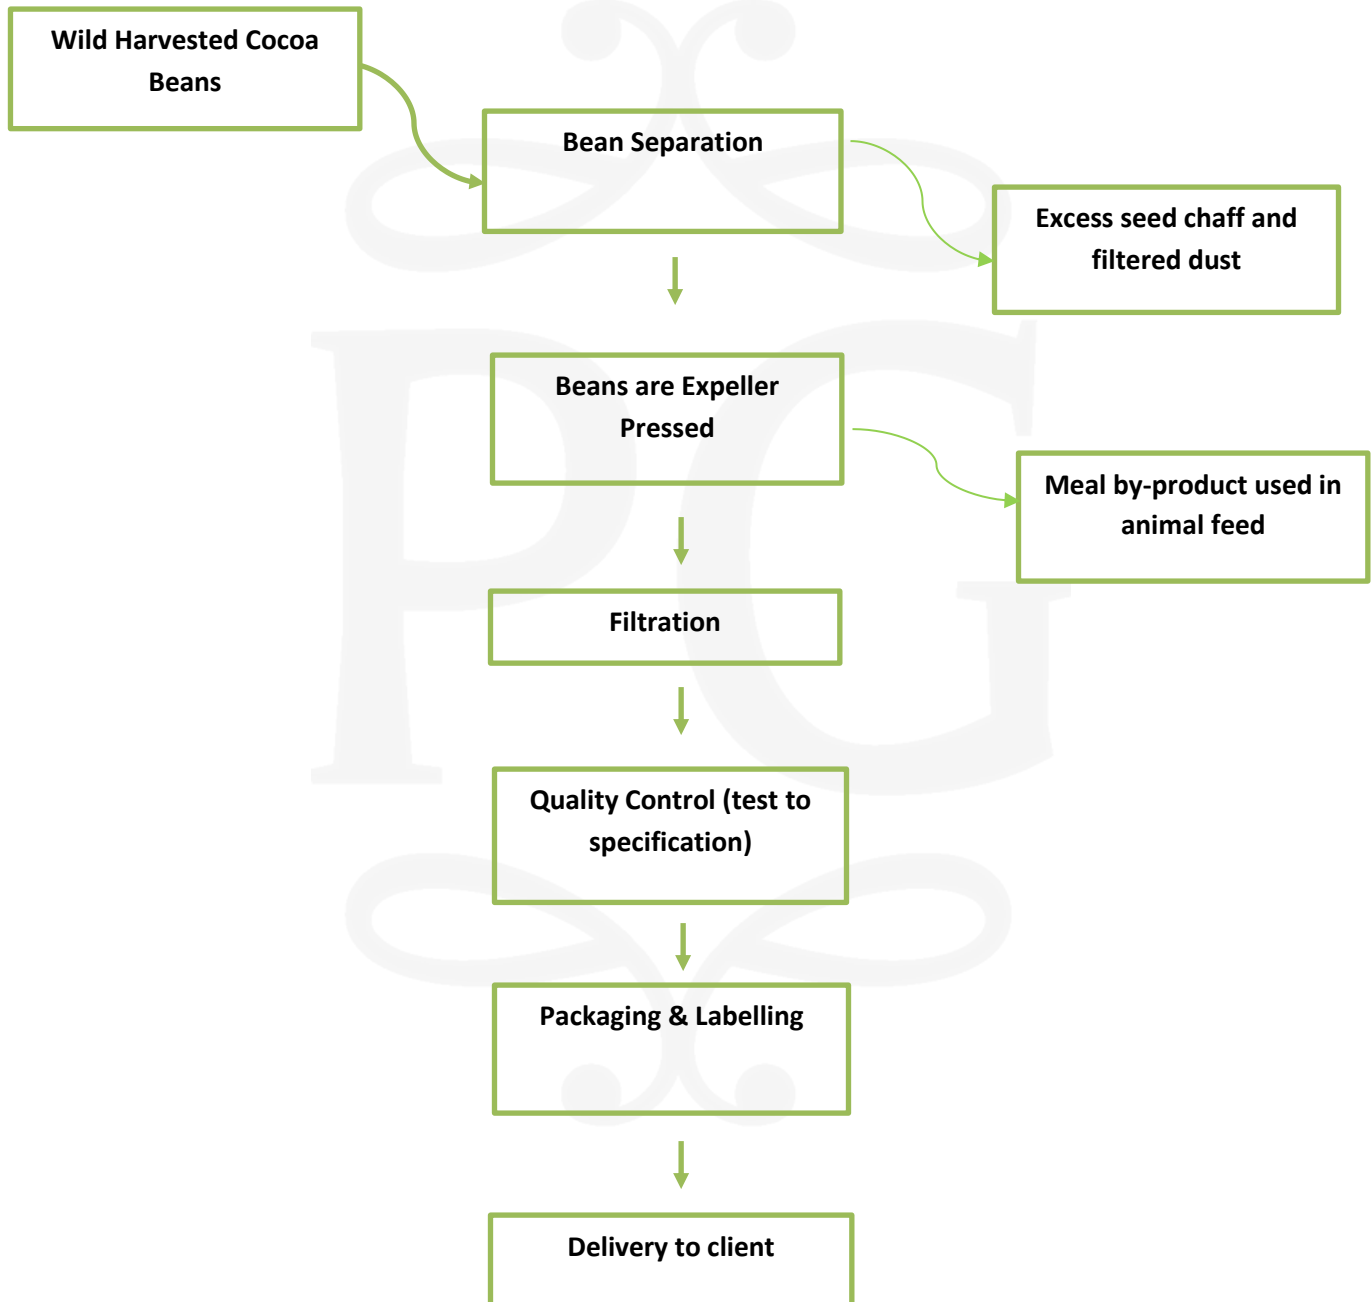 Wild Harvested Cocoa
Beans
Bean Separation
Excess seed chaff and
filtered dust
Beans are Expeller
Pressed
Meal by-product used in
animal feed
Filtration
Quality Control (test to
specification)
Packaging & Labelling
Delivery to client
PG